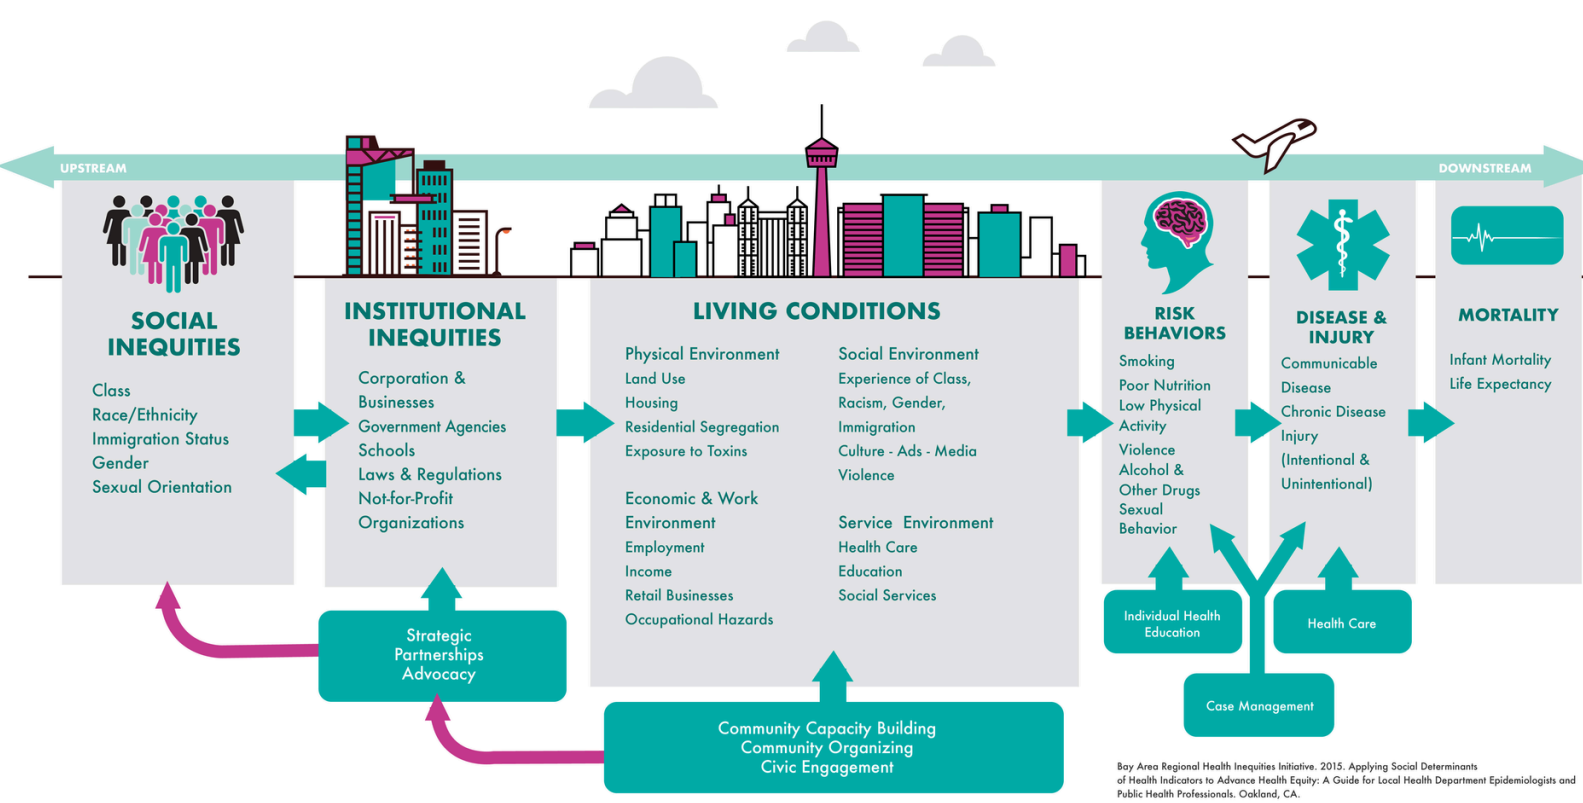 UPSTREAM
DOWNSTREAM
SOCIAL
INEQUITIES
Class
Race/Ethnicity
Immigration Status
Gender
Sexual Orientation
INSTITUTIONAL
INEQUITIES
Corporation &
Businesses
Government Agencies
Schools
Laws & Regulations
Not-for-Profit
Organizations
LIVING CONDITIONS
Physical Environment
Land Use
Housing
Residential Segregation
Exposure to Toxins
Economic & Work
Environment
Employment
Income
Retail Businesses
Occupational Hazards
Social Environment
Experience of Class,
Racism, Gender,
Immigration
Culture - Ads - Media
Violence
Service Environment
Health Care
Education
Social Services
RISK
BEHAVIORS
Smoking
Poor Nutrition
Low Physical
Activity
Violence
Alcohol &
Other Drugs
Sexual
Behavior
DISEASE &
INJURY
Communicable
Disease
Chronic Disease
Injury
(Intentional &
Unintentional)
MORTALITY
Infant Mortality
Life Expectancy
Strategic
Partnerships
Advocacy
Community Capacity Building
Community Organizing
Civic Engagement
Individual Health
Education
Health Care
Case Management
Bay Area Regional Health Inequities Initiative. 2015. Applying Social Determinants
of Health Indicators to Advance Health Equity: A Guide for Local Health Department Epidemiologists and
Public Health Professionals. Oakland, CA.